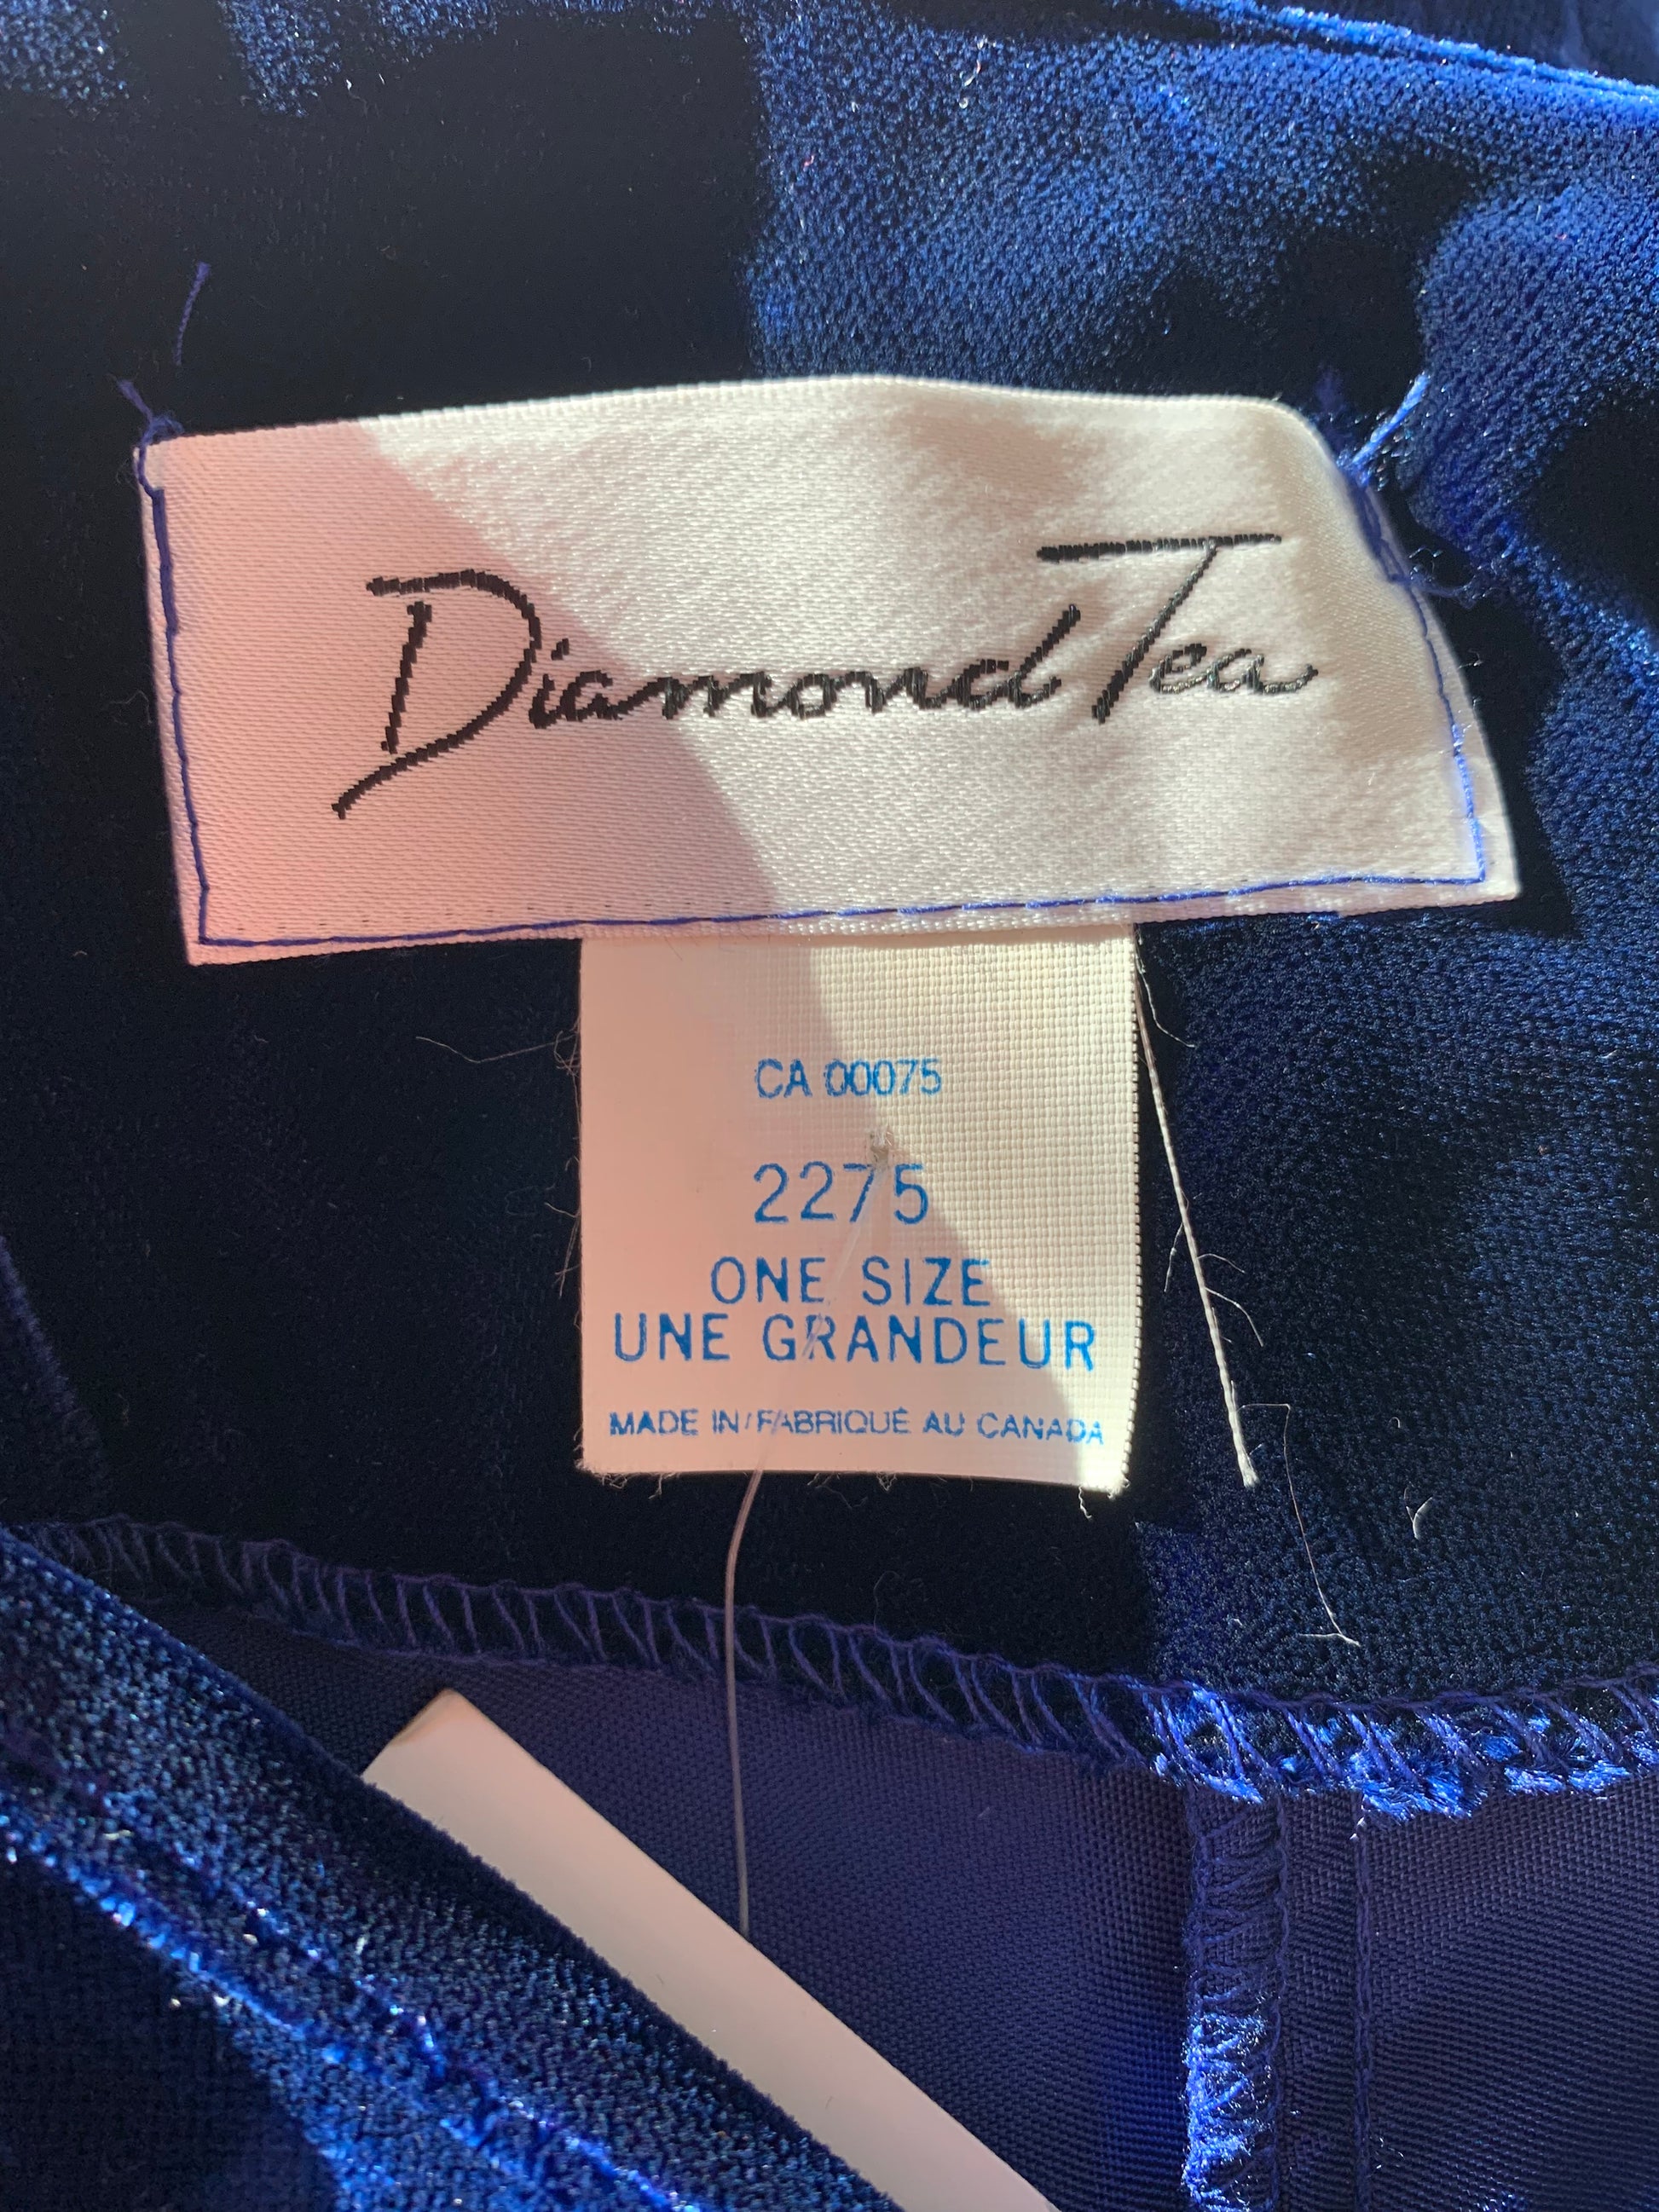 Diamond Tea
CA 00075
2275
ONE SIZE
UNE GRANDEUR
MADE IN/FABRIQUÉ AU CANADA